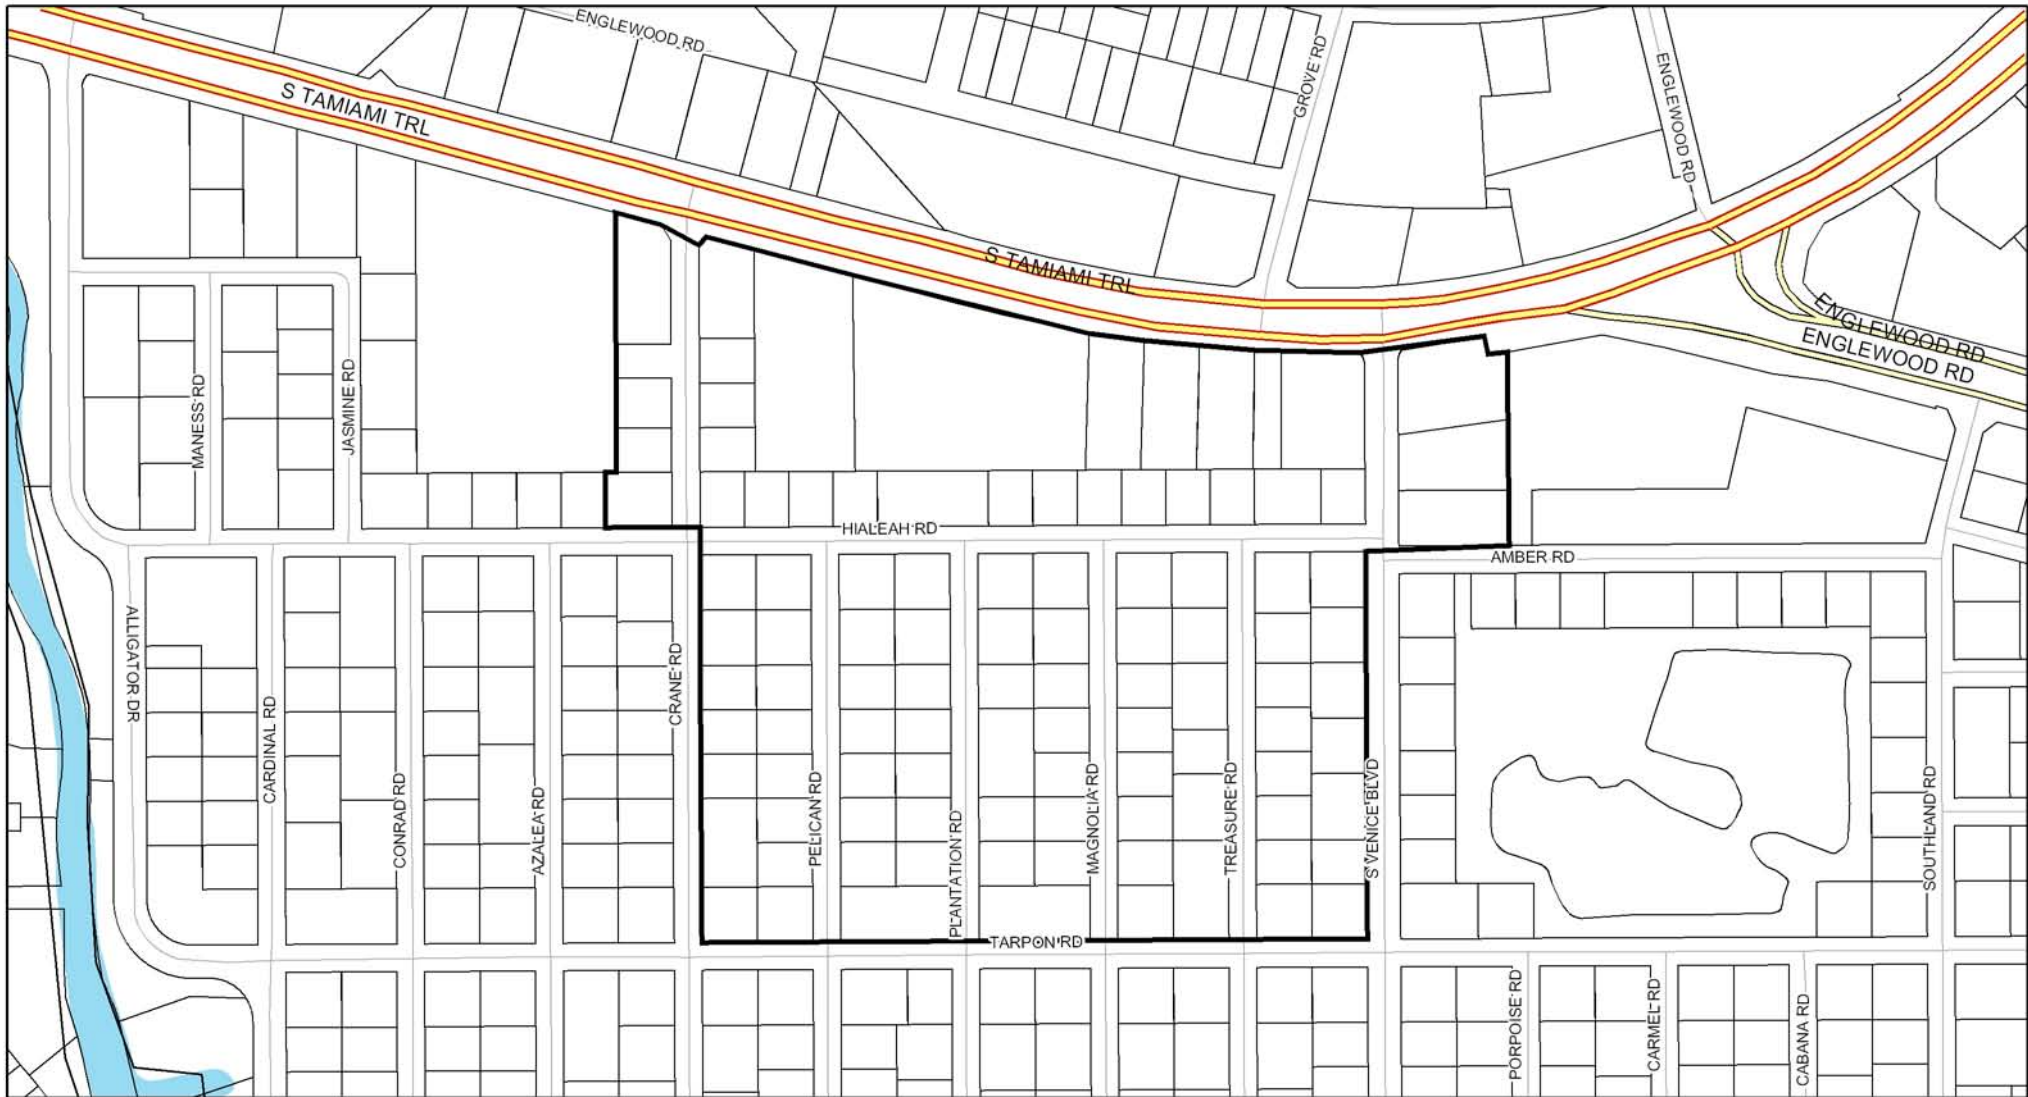 ENGLEWOOD RD
GROVE RD
ENGLEWOOD RD
S TAMIAMI TRL
S TAMIAMI TRL
ENGLEWOOD RD
ENGLEWOOD RD
MANESS RD
JASMINE RD
HIALEAH RD
AMBER RD
ALLIGATOR DR
CARDINAL RD
CONRAD RD
AZALEA RD
CRANE RD
PELICAN RD
PLANTATION RD
MAGNOLIA RD
TREASURE RD
S VENICE BLVD
SOUTHLAND RD
TARPON RD
PORPOISE RD
CARMEL RD
CABANA RD